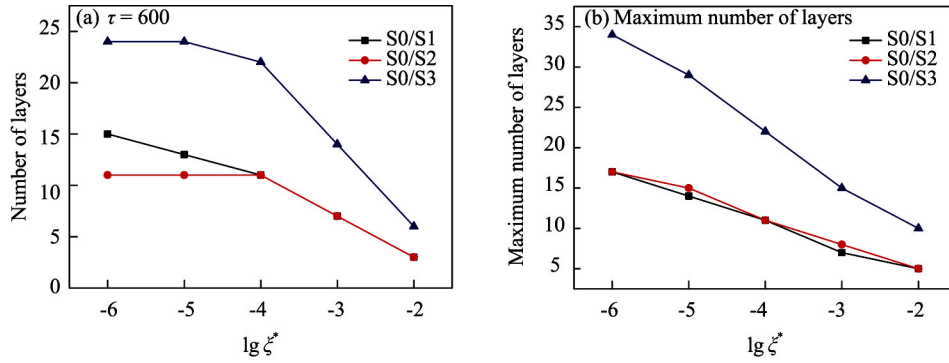 (a) τ = 600
S0/S1
S0/S2
S0/S3
Number of layers
25
20
15
10
5
0
-6 -5 -4 -3 -2
lg ξ*
(b) Maximum number of layers
S0/S1
S0/S2
S0/S3
Maximum number of layers
35
30
25
20
15
10
5
-6 -5 -4 -3 -2
lg ξ*